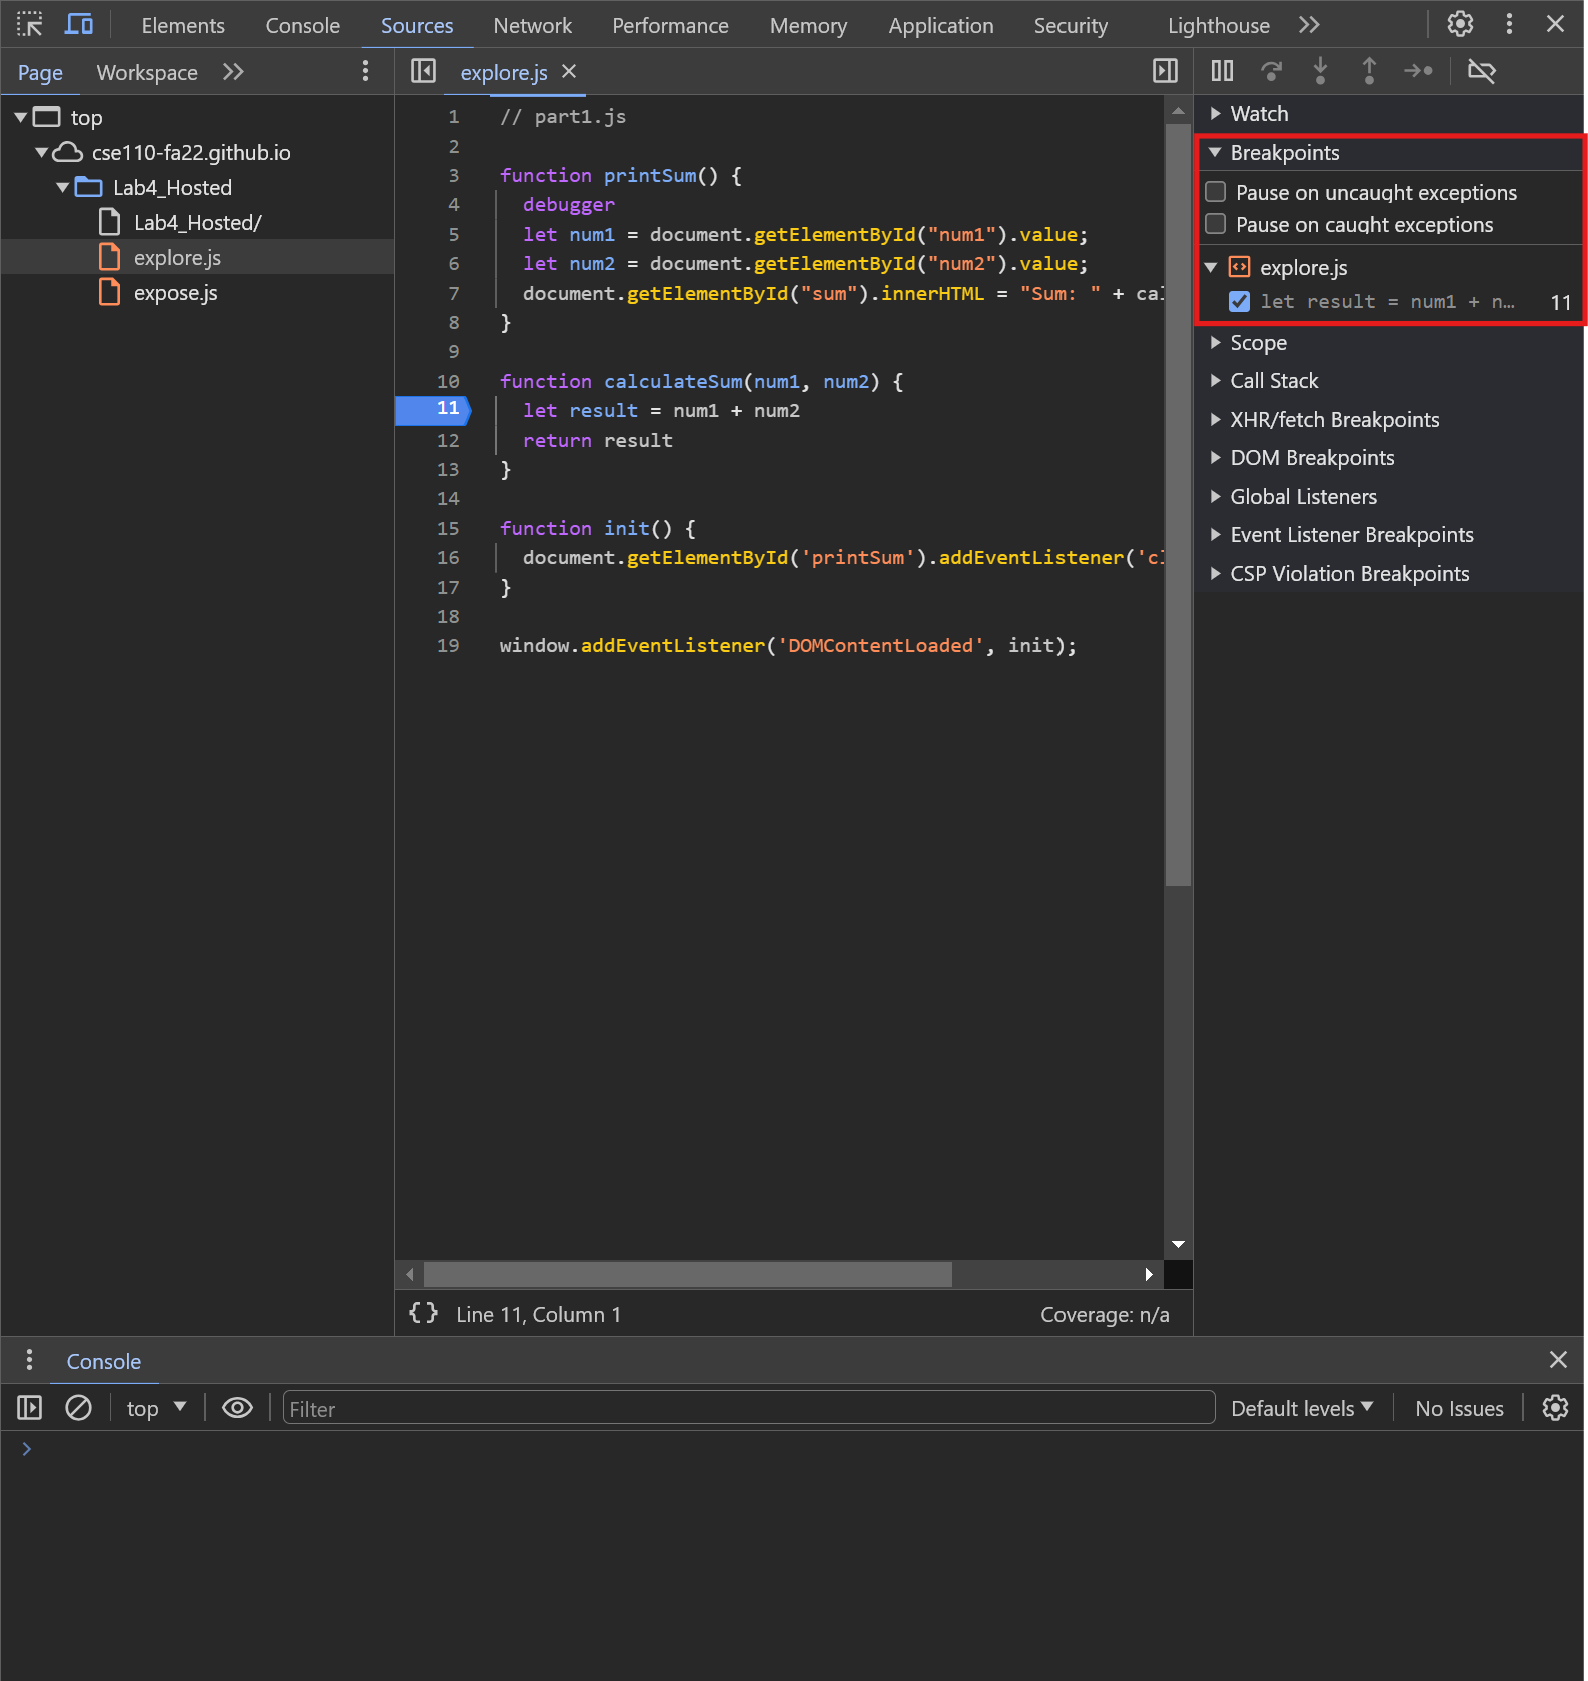 Elements Console Sources Network Performance Memory Application Security Lighthouse
Page Workspace
explore.js
top
cse110-fa22.github.io
Lab4_Hosted
Lab4_Hosted/
explore.js
expose.js
1 // part1.js
2
3 function printSum() {
4 debugger
5 let num1 = document.getElementById("num1").value;
6 let num2 = document.getElementById("num2").value;
7 document.getElementById("sum").innerHTML = "Sum: " + cal
8 }
9
10 function calculateSum(num1, num2) {
11 let result = num1 + num2
12 return result
13 }
14
15 function init() {
16 document.getElementById('printSum').addEventListener('cl
17 }
18
19 window.addEventListener('DOMContentLoaded', init);
{ } Line 11, Column 1 Coverage: n/a
Watch
Breakpoints
Pause on uncaught exceptions
Pause on caught exceptions
explore.js
let result = num1 + n… 11
Scope
Call Stack
XHR/fetch Breakpoints
DOM Breakpoints
Global Listeners
Event Listener Breakpoints
CSP Violation Breakpoints
Console
top Filter Default levels No Issues